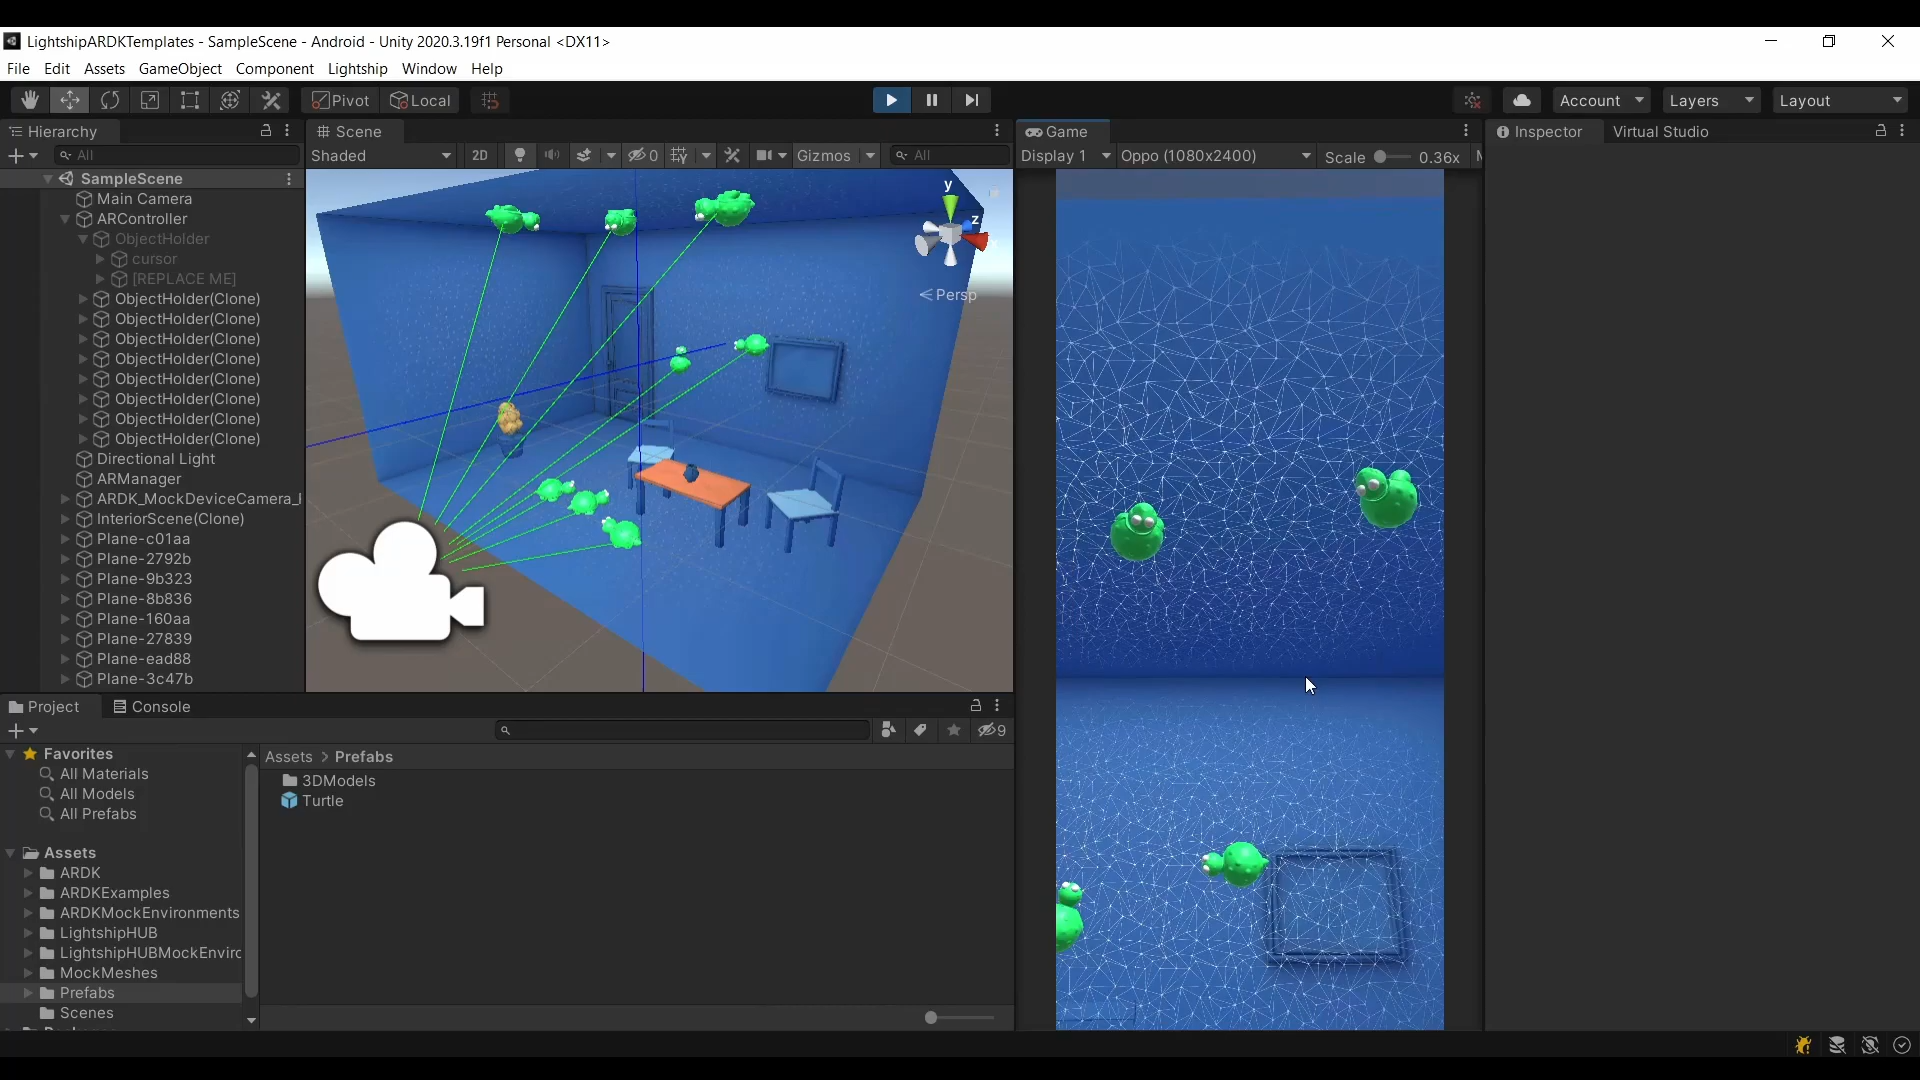 LightshipARDKTemplates - SampleScene - Android - Unity 2020.3.19f1 Personal <DX11>
File Edit Assets GameObject Component Lightship Window Help
Pivot Local Account Layers Layout
Hierarchy
All
SampleScene
Main Camera
ARController
ObjectHolder
cursor
[REPLACE ME]
ObjectHolder(Clone)
ObjectHolder(Clone)
ObjectHolder(Clone)
ObjectHolder(Clone)
ObjectHolder(Clone)
ObjectHolder(Clone)
ObjectHolder(Clone)
ObjectHolder(Clone)
Directional Light
ARManager
ARDK_MockDeviceCamera_
InteriorScene(Clone)
Plane-c01aa
Plane-2792b
Plane-9b323
Plane-8b836
Plane-160aa
Plane-27839
Plane-ead88
Plane-3c47b
Scene
Shaded 2D 0 Gizmos All
y
z
Persp
Game
Display 1 Oppo (1080x2400) Scale 0.36x
Inspector Virtual Studio
Project Console
9
Favorites
All Materials
All Models
All Prefabs
Assets
ARDK
ARDKExamples
ARDKMockEnvironments
LightshipHUB
LightshipHUBMockEnvirc
MockMeshes
Prefabs
Scenes
Assets > Prefabs
3DModels
Turtle